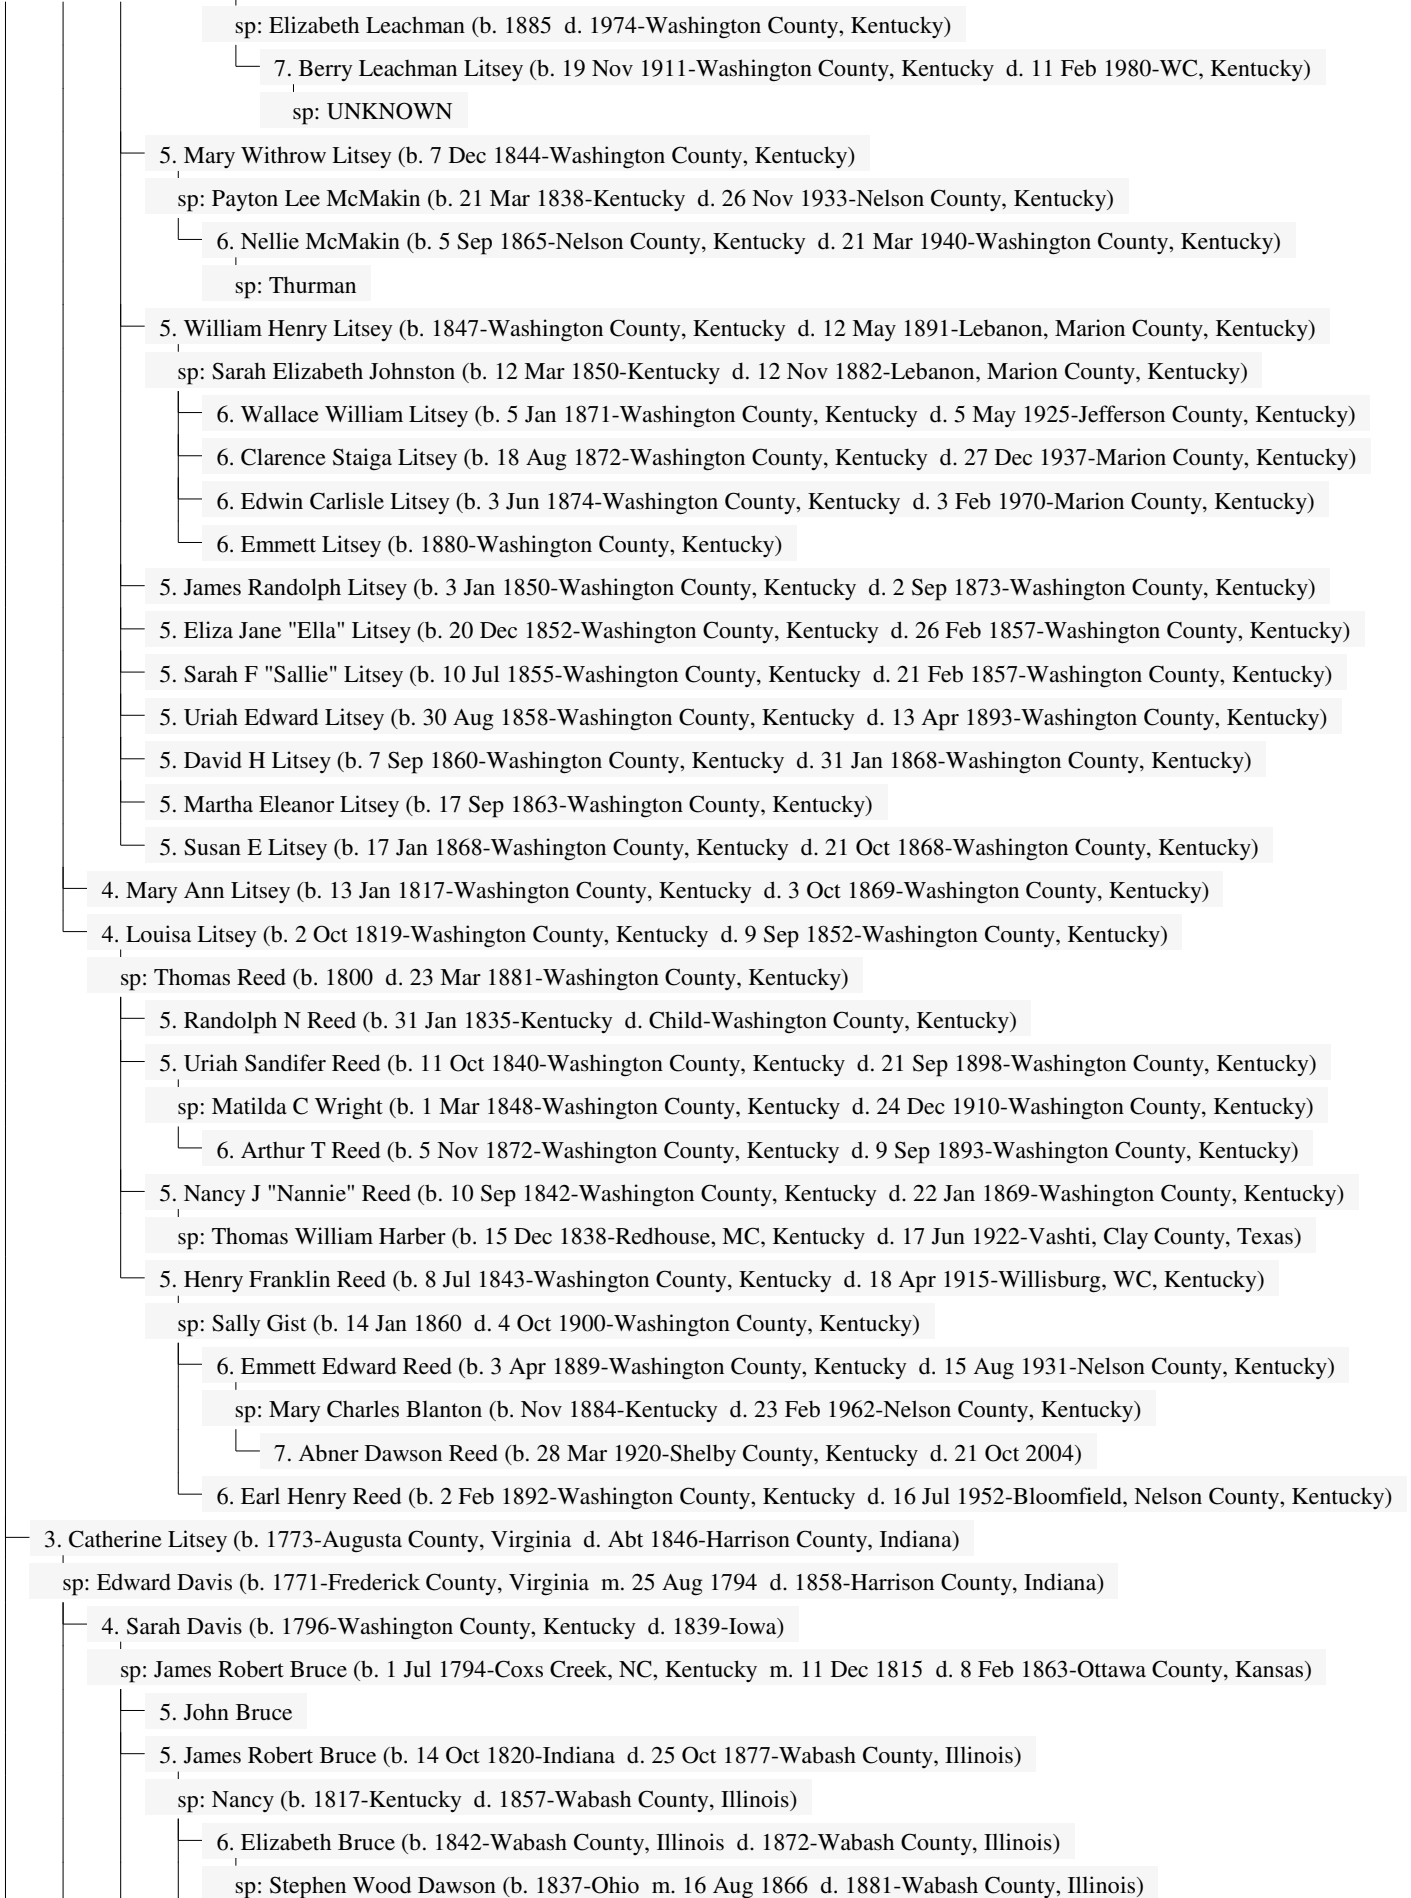 sp: Elizabeth Leachman (b. 1885 d. 1974-Washington County, Kentucky)
7. Berry Leachman Litsey (b. 19 Nov 1911-Washington County, Kentucky d. 11 Feb 1980-WC, Kentucky)
sp: UNKNOWN
5. Mary Withrow Litsey (b. 7 Dec 1844-Washington County, Kentucky)
sp: Payton Lee McMakin (b. 21 Mar 1838-Kentucky d. 26 Nov 1933-Nelson County, Kentucky)
6. Nellie McMakin (b. 5 Sep 1865-Nelson County, Kentucky d. 21 Mar 1940-Washington County, Kentucky)
sp: Thurman
5. William Henry Litsey (b. 1847-Washington County, Kentucky d. 12 May 1891-Lebanon, Marion County, Kentucky)
sp: Sarah Elizabeth Johnston (b. 12 Mar 1850-Kentucky d. 12 Nov 1882-Lebanon, Marion County, Kentucky)
6. Wallace William Litsey (b. 5 Jan 1871-Washington County, Kentucky d. 5 May 1925-Jefferson County, Kentucky)
6. Clarence Staiga Litsey (b. 18 Aug 1872-Washington County, Kentucky d. 27 Dec 1937-Marion County, Kentucky)
6. Edwin Carlisle Litsey (b. 3 Jun 1874-Washington County, Kentucky d. 3 Feb 1970-Marion County, Kentucky)
6. Emmett Litsey (b. 1880-Washington County, Kentucky)
5. James Randolph Litsey (b. 3 Jan 1850-Washington County, Kentucky d. 2 Sep 1873-Washington County, Kentucky)
5. Eliza Jane "Ella" Litsey (b. 20 Dec 1852-Washington County, Kentucky d. 26 Feb 1857-Washington County, Kentucky)
5. Sarah F "Sallie" Litsey (b. 10 Jul 1855-Washington County, Kentucky d. 21 Feb 1857-Washington County, Kentucky)
5. Uriah Edward Litsey (b. 30 Aug 1858-Washington County, Kentucky d. 13 Apr 1893-Washington County, Kentucky)
5. David H Litsey (b. 7 Sep 1860-Washington County, Kentucky d. 31 Jan 1868-Washington County, Kentucky)
5. Martha Eleanor Litsey (b. 17 Sep 1863-Washington County, Kentucky)
5. Susan E Litsey (b. 17 Jan 1868-Washington County, Kentucky d. 21 Oct 1868-Washington County, Kentucky)
4. Mary Ann Litsey (b. 13 Jan 1817-Washington County, Kentucky d. 3 Oct 1869-Washington County, Kentucky)
4. Louisa Litsey (b. 2 Oct 1819-Washington County, Kentucky d. 9 Sep 1852-Washington County, Kentucky)
sp: Thomas Reed (b. 1800 d. 23 Mar 1881-Washington County, Kentucky)
5. Randolph N Reed (b. 31 Jan 1835-Kentucky d. Child-Washington County, Kentucky)
5. Uriah Sandifer Reed (b. 11 Oct 1840-Washington County, Kentucky d. 21 Sep 1898-Washington County, Kentucky)
sp: Matilda C Wright (b. 1 Mar 1848-Washington County, Kentucky d. 24 Dec 1910-Washington County, Kentucky)
6. Arthur T Reed (b. 5 Nov 1872-Washington County, Kentucky d. 9 Sep 1893-Washington County, Kentucky)
5. Nancy J "Nannie" Reed (b. 10 Sep 1842-Washington County, Kentucky d. 22 Jan 1869-Washington County, Kentucky)
sp: Thomas William Harber (b. 15 Dec 1838-Redhouse, MC, Kentucky d. 17 Jun 1922-Vashti, Clay County, Texas)
5. Henry Franklin Reed (b. 8 Jul 1843-Washington County, Kentucky d. 18 Apr 1915-Willisburg, WC, Kentucky)
sp: Sally Gist (b. 14 Jan 1860 d. 4 Oct 1900-Washington County, Kentucky)
6. Emmett Edward Reed (b. 3 Apr 1889-Washington County, Kentucky d. 15 Aug 1931-Nelson County, Kentucky)
sp: Mary Charles Blanton (b. Nov 1884-Kentucky d. 23 Feb 1962-Nelson County, Kentucky)
7. Abner Dawson Reed (b. 28 Mar 1920-Shelby County, Kentucky d. 21 Oct 2004)
6. Earl Henry Reed (b. 2 Feb 1892-Washington County, Kentucky d. 16 Jul 1952-Bloomfield, Nelson County, Kentucky)
3. Catherine Litsey (b. 1773-Augusta County, Virginia d. Abt 1846-Harrison County, Indiana)
sp: Edward Davis (b. 1771-Frederick County, Virginia m. 25 Aug 1794 d. 1858-Harrison County, Indiana)
4. Sarah Davis (b. 1796-Washington County, Kentucky d. 1839-Iowa)
sp: James Robert Bruce (b. 1 Jul 1794-Coxs Creek, NC, Kentucky m. 11 Dec 1815 d. 8 Feb 1863-Ottawa County, Kansas)
5. John Bruce
5. James Robert Bruce (b. 14 Oct 1820-Indiana d. 25 Oct 1877-Wabash County, Illinois)
sp: Nancy (b. 1817-Kentucky d. 1857-Wabash County, Illinois)
6. Elizabeth Bruce (b. 1842-Wabash County, Illinois d. 1872-Wabash County, Illinois)
sp: Stephen Wood Dawson (b. 1837-Ohio m. 16 Aug 1866 d. 1881-Wabash County, Illinois)